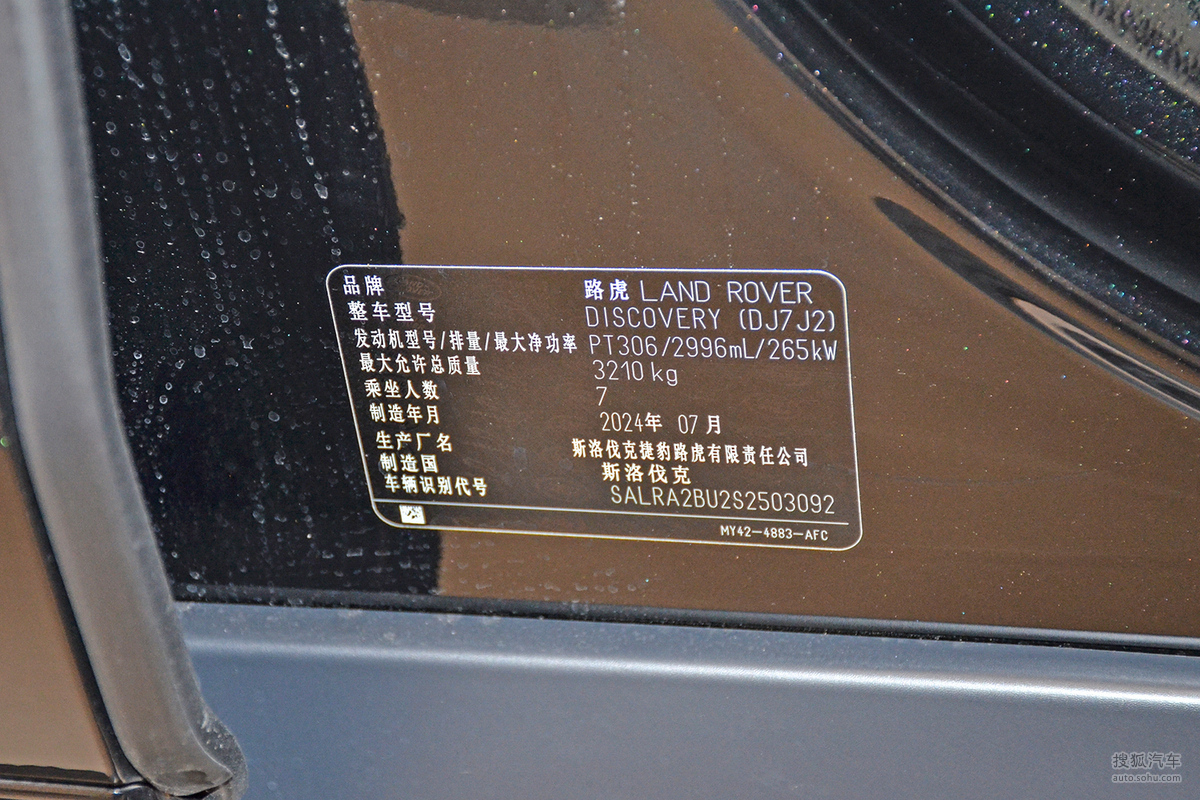 品牌 路虎 LAND ROVER
整车型号 DISCOVERY (DJ7J2)
发动机型号/排量/最大净功率 PT306/2996mL/265kW
最大允许总质量 3210 kg
乘坐人数 7
制造年月 2024年 07月
生产厂名 斯洛伐克捷豹路虎有限责任公司
制造国 斯洛伐克
车辆识别代号 SALRA2BU2S2503092
MY42-4883-AFC
搜狐汽车
auto.sohu.com